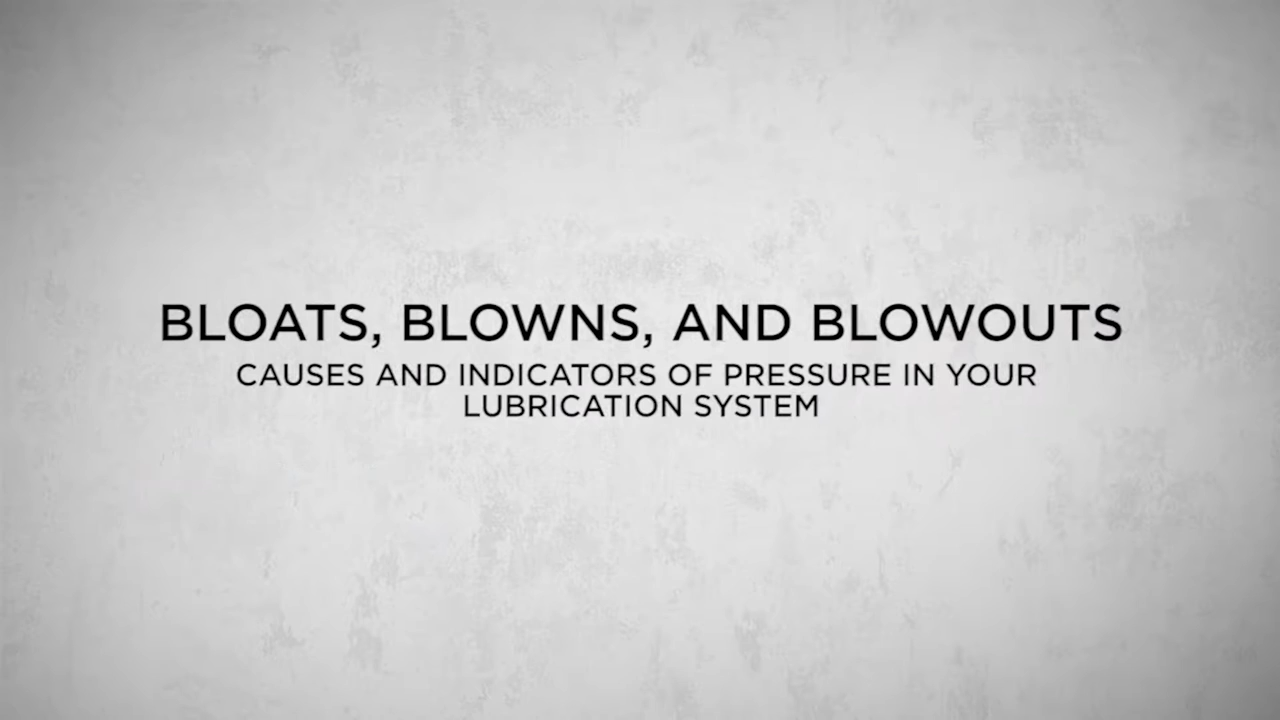 BLOATS, BLOWNS, AND BLOWOUTS
CAUSES AND INDICATORS OF PRESSURE IN YOUR
LUBRICATION SYSTEM